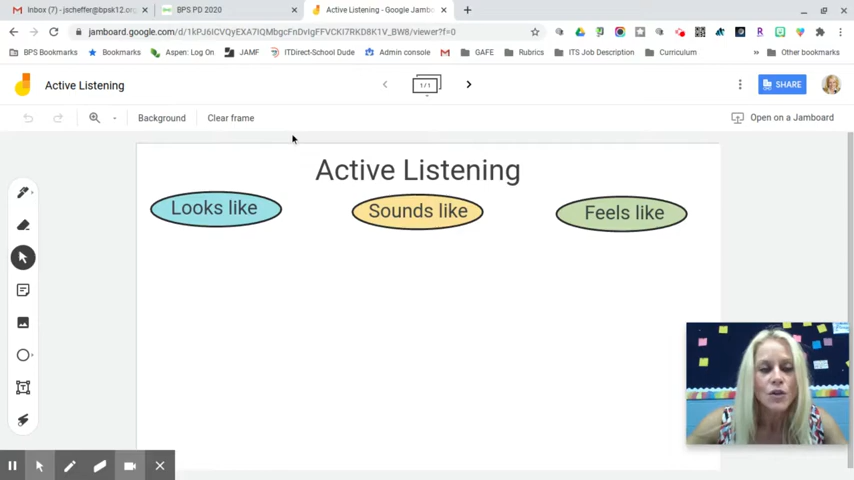 Inbox (7) - jscheffer@bpsk12.org
BPS PD 2020
Active Listening - Google Jambo
jamboard.google.com/d/1kPJ6ICVQyEXA7IQMbgcFnDvIgFFVCKI7RKD8K1V_BW8/viewer?f=0
BPS Bookmarks
Bookmarks
Aspen: Log On
JAMF
ITDirect-School Dude
Admin console
GAFE
Rubrics
ITS Job Description
Curriculum
»
Other bookmarks
Active Listening
1/1
SHARE
Background
Clear frame
Open on a Jamboard
Active Listening
Looks like
Sounds like
Feels like